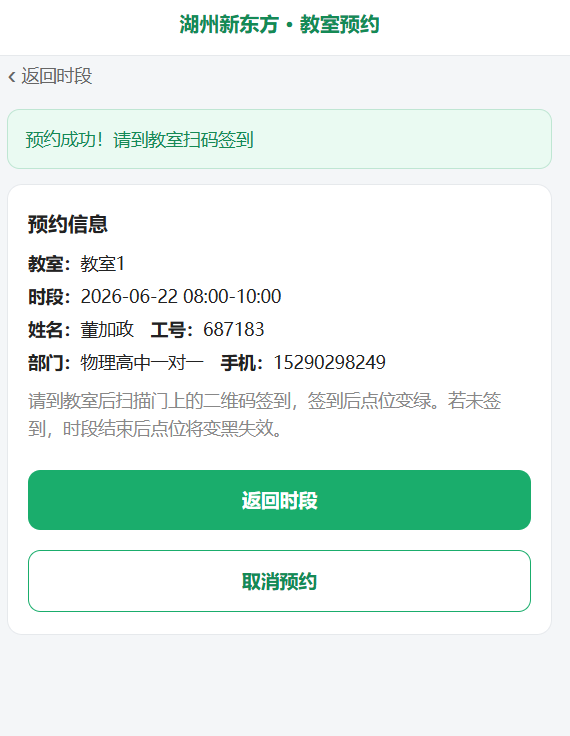 湖州新东方·教室预约
‹ 返回时段
预约成功！请到教室扫码签到
预约信息
教室：教室1
时段：2026-06-22 08:00-10:00
姓名：董加政 工号：687183
部门：物理高中一对一 手机：15290298249
请到教室后扫描门上的二维码签到，签到后点位变绿。若未签
到，时段结束后点位将变黑失效。
返回时段
取消预约